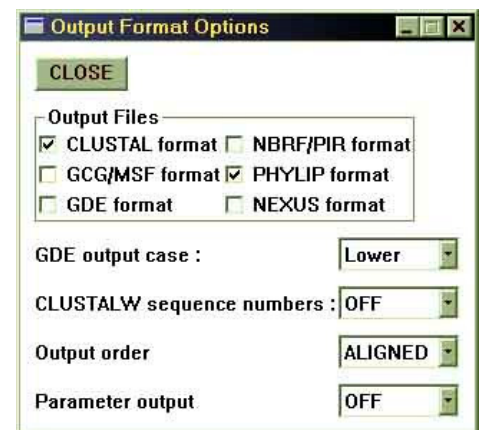 Output Format Options
CLOSE
Output Files
CLUSTAL format NBRF/PIR format
GCG/MSF format PHYLIP format
GDE format NEXUS format
GDE output case : Lower
CLUSTALW sequence numbers : OFF
Output order ALIGNED
Parameter output OFF